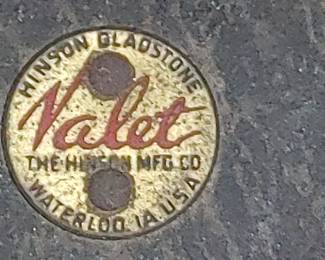 HINSON GLADSTONE
Valet
THE HINSON MFG CO
WATERLOO, IA. U.S.A.